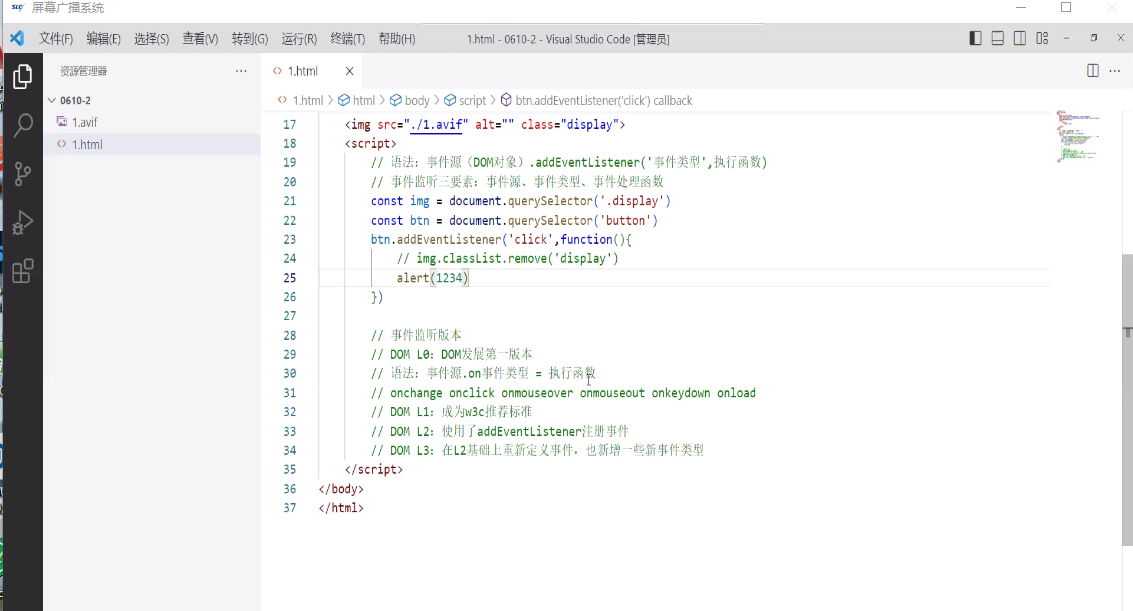 屏幕广播系统
文件(F) 编辑(E) 选择(S) 查看(V) 转到(G) 运行(R) 终端(T) 帮助(H) 1.html - 0610-2 - Visual Studio Code [管理员]
资源管理器
1.html
0610-2
1.avif
1.html
1.html > html > body > script > btn.addEventListener('click') callback
17 <img src="./1.avif" alt="" class="display">
18 <script>
19 // 语法：事件源（DOM对象）.addEventListener('事件类型',执行函数)
20 // 事件监听三要素：事件源、事件类型、事件处理函数
21 const img = document.querySelector('.display')
22 const btn = document.querySelector('button')
23 btn.addEventListener('click',function(){
24 // img.classList.remove('display')
25 alert(1234)
26 })
27
28 // 事件监听版本
29 // DOM L0：DOM发展第一版本
30 // 语法：事件源.on事件类型 = 执行函数
31 // onchange onclick onmouseover onmouseout onkeydown onload
32 // DOM L1：成为w3c推荐标准
33 // DOM L2：使用了addEventListener注册事件
34 // DOM L3：在L2基础上重新定义事件，也新增一些新事件类型
35 </script>
36 </body>
37 </html>